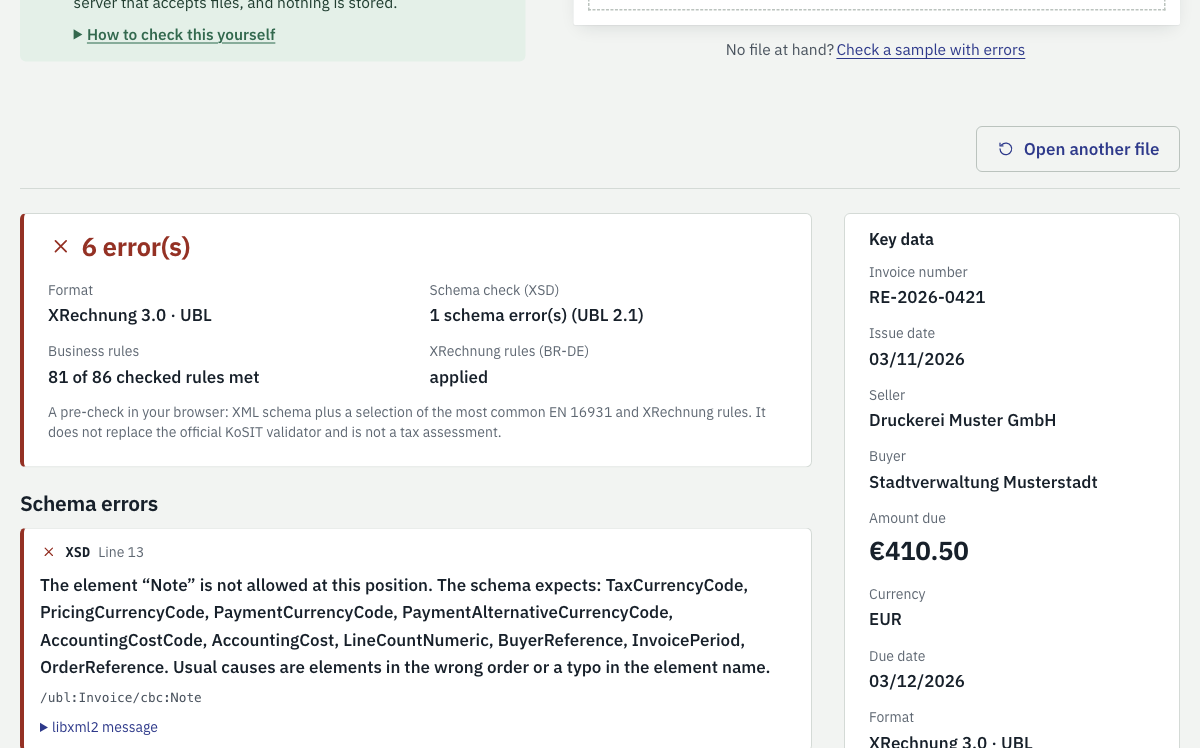 server that accepts files, and nothing is stored.
How to check this yourself
No file at hand? Check a sample with errors
Open another file
6 error(s)
Format
XRechnung 3.0 · UBL
Schema check (XSD)
1 schema error(s) (UBL 2.1)
Business rules
81 of 86 checked rules met
XRechnung rules (BR-DE)
applied
A pre-check in your browser: XML schema plus a selection of the most common EN 16931 and XRechnung rules. It
does not replace the official KoSIT validator and is not a tax assessment.
Schema errors
XSD Line 13
The element “Note” is not allowed at this position. The schema expects: TaxCurrencyCode,
PricingCurrencyCode, PaymentCurrencyCode, PaymentAlternativeCurrencyCode,
AccountingCostCode, AccountingCost, LineCountNumeric, BuyerReference, InvoicePeriod,
OrderReference. Usual causes are elements in the wrong order or a typo in the element name.
/ubl:Invoice/cbc:Note
libxml2 message
Key data
Invoice number
RE-2026-0421
Issue date
03/11/2026
Seller
Druckerei Muster GmbH
Buyer
Stadtverwaltung Musterstadt
Amount due
€410.50
Currency
EUR
Due date
03/12/2026
Format
XRechnung 3.0 · UBL